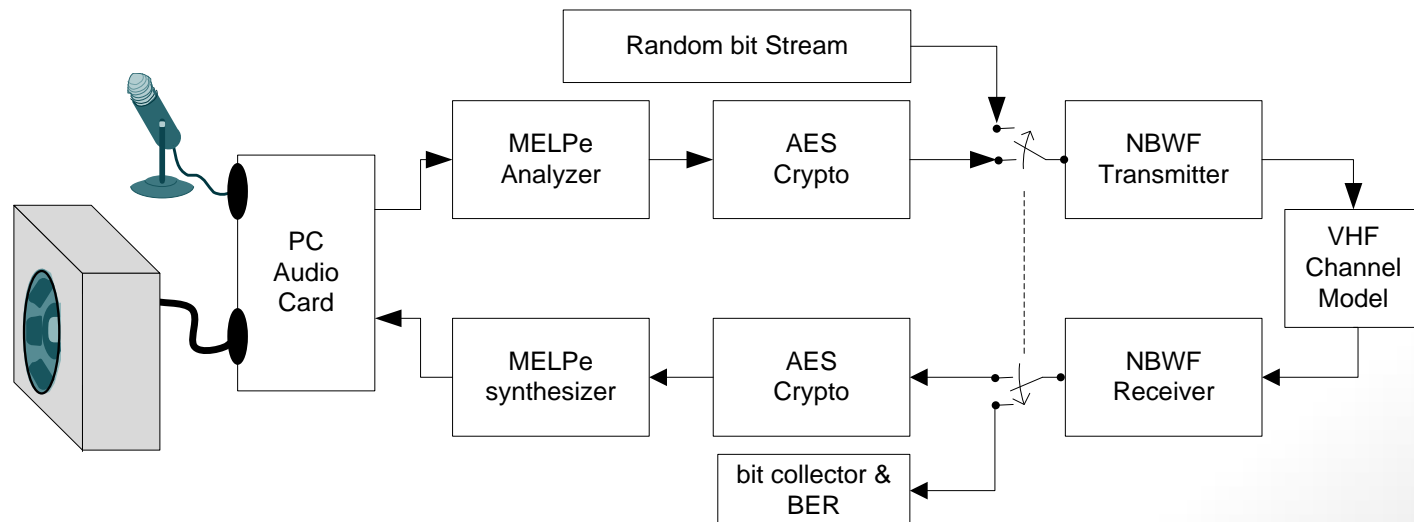 Random bit Stream
MELPe
Analyzer
AES
Crypto
NBWF
Transmitter
PC
Audio
Card
VHF
Channel
Model
MELPe
synthesizer
AES
Crypto
NBWF
Receiver
bit collector &
BER